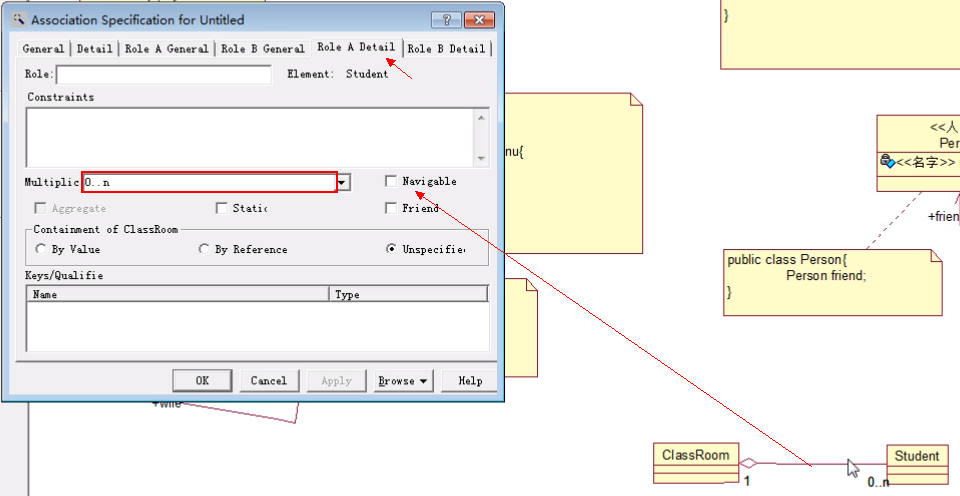 Association Specification for Untitled
General Detail Role A General Role B General Role A Detail Role B Detail
Role: Element: Student
Constraints
Multiplic 0..n Navigable
Aggregate Static Friend
Containment of ClassRoom
By Value By Reference Unspecifie
Keys/Qualifie
Name Type
OK Cancel Apply Browse Help
+wife
}
nu{
<<人
Per
<<名字>>
+frien
public class Person{
Person friend;
}
ClassRoom
1
Student
0..n